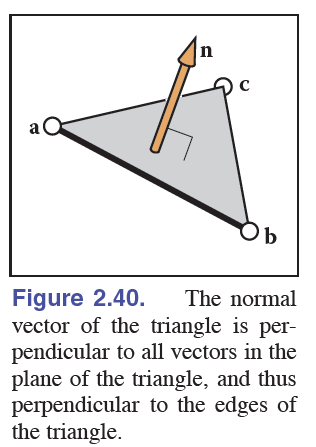 n
c
a
b
Figure 2.40. The normal
vector of the triangle is per-
pendicular to all vectors in the
plane of the triangle, and thus
perpendicular to the edges of
the triangle.